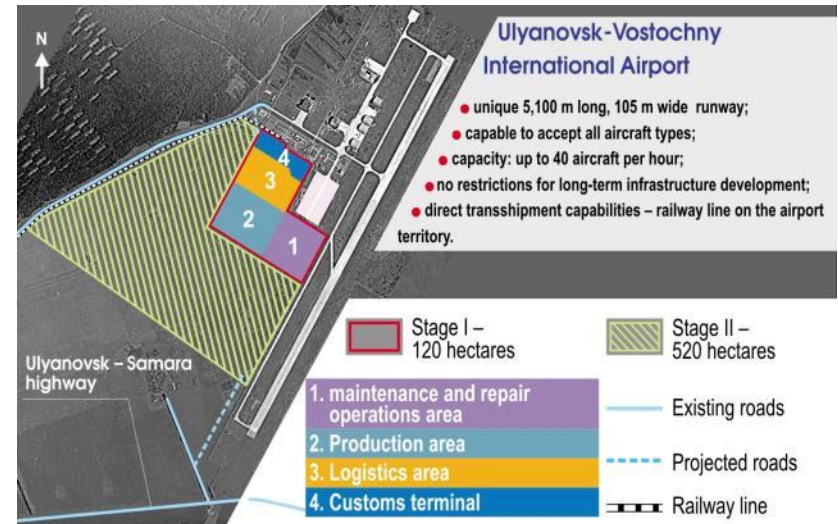 N
Ulyanovsk-Vostochny
International Airport
unique 5,100 m long, 105 m wide runway;
capable to accept all aircraft types;
capacity: up to 40 aircraft per hour;
no restrictions for long-term infrastructure development;
direct transshipment capabilities – railway line on the airport
territory.
4
3
2
1
Ulyanovsk – Samara
highway
Stage I –
120 hectares
Stage II –
520 hectares
1. maintenance and repair
operations area
2. Production area
3. Logistics area
4. Customs terminal
Existing roads
Projected roads
Railway line